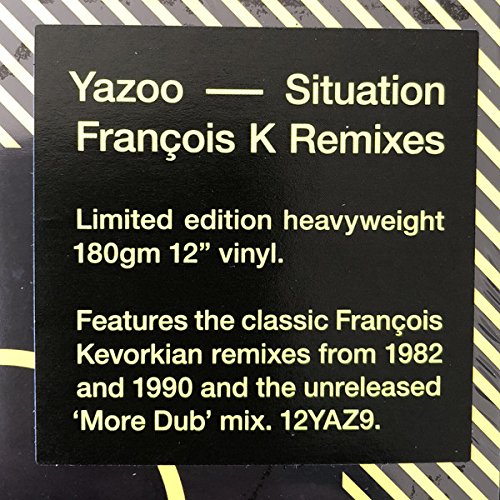 Yazoo — Situation
François K Remixes
Limited edition heavyweight
180gm 12” vinyl.
Features the classic François
Kevorkian remixes from 1982
and 1990 and the unreleased
‘More Dub’ mix. 12YAZ9.